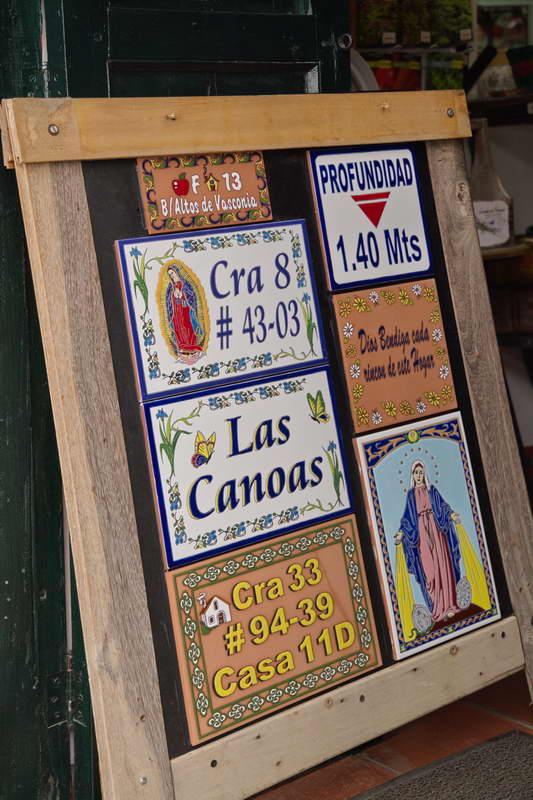 F 13
B/Altos de Vasconia
Cra 8
# 43-03
Las
Canoas
Cra 33
# 94-39
Casa 11D
PROFUNDIDAD
1.40 Mts
Dios Bendiga cada
rincon de este Hogar